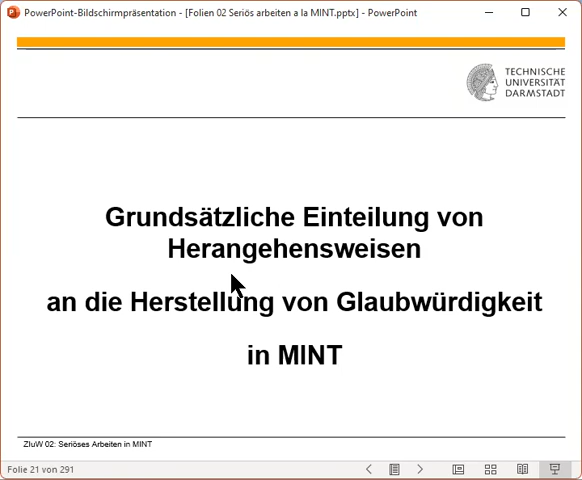 PowerPoint-Bildschirmpräsentation - [Folien 02 Seriös arbeiten a la MINT.pptx] - PowerPoint
TECHNISCHE
UNIVERSITÄT
DARMSTADT
Grundsätzliche Einteilung von
Herangehensweisen
an die Herstellung von Glaubwürdigkeit
in MINT
ZIuW 02: Seriöses Arbeiten in MINT
Folie 21 von 291